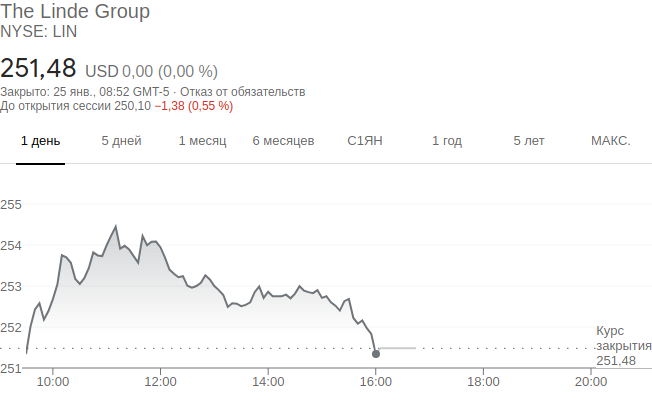 The Linde Group
NYSE: LIN
251,48 USD 0,00 (0,00 %)
Закрыто: 25 янв., 08:52 GMT-5 · Отказ от обязательств
До открытия сессии 250,10 −1,38 (0,55 %)
1 день 5 дней 1 месяц 6 месяцев С1ЯН 1 год 5 лет МАКС.
255
254
253
252
Курс
закрытия
251,48
251
10:00 12:00 14:00 16:00 18:00 20:00